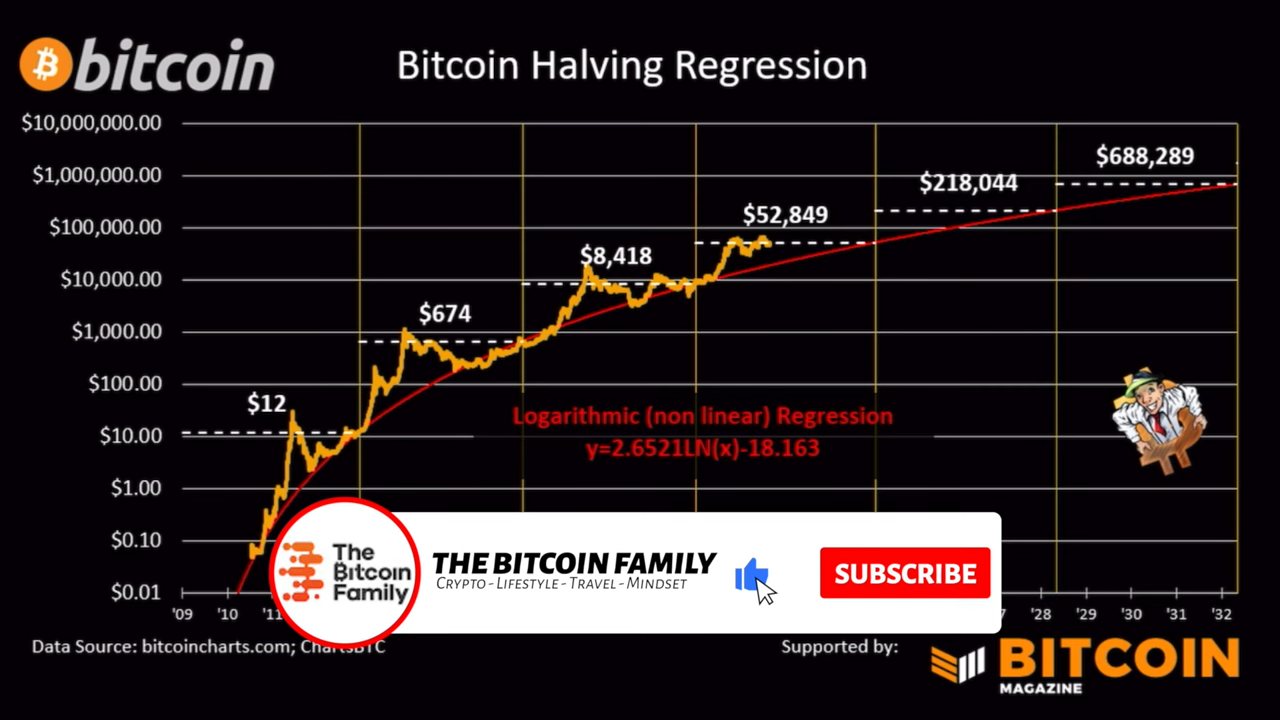 bitcoin
Bitcoin Halving Regression
$10,000,000.00
$1,000,000.00
$100,000.00
$10,000.00
$1,000.00
$100.00
$10.00
$1.00
$0.10
$0.01
$12
$674
$8,418
$52,849
$218,044
$688,289
Logarithmic (non linear) Regression
y=2.6521LN(x)-18.163
The
Bitcoin
Family
THE BITCOIN FAMILY
CRYPTO - LIFESTYLE - TRAVEL - MINDSET
SUBSCRIBE
'09 '10 '11 '28 '29 '30 '31 '32
Data Source: bitcoincharts.com; ChartsBTC
Supported by:
BITCOIN
MAGAZINE